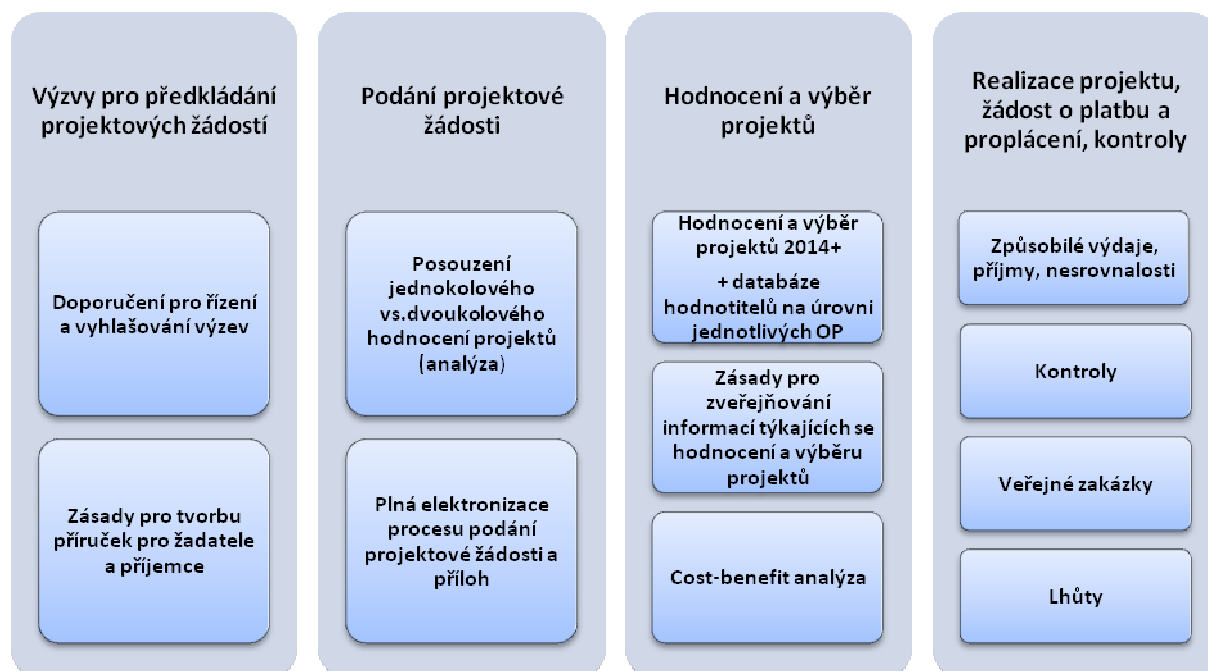 Výzvy pro předkládání
projektových žádostí
Doporučení pro řízení
a vyhlašování výzev
Zásady pro tvorbu
příruček pro žadatele
a příjemce
Podání projektové
žádosti
Posouzení
jednokolového
vs.dvoukolového
hodnocení projektů
(analýza)
Plná elektronizace
procesu podání
projektové žádosti a
příloh
Hodnocení a výběr
projektů
Hodnocení a výběr
projektů 2014+
+ databáze
hodnotitelů na úrovni
jednotlivých OP
Zásady pro
zveřejňování
informací týkajících se
hodnocení a výběru
projektů
Cost-benefit analýza
Realizace projektu,
žádost o platbu a
proplácení, kontroly
Způsobilé výdaje,
příjmy, nesrovnalosti
Kontroly
Veřejné zakázky
Lhůty